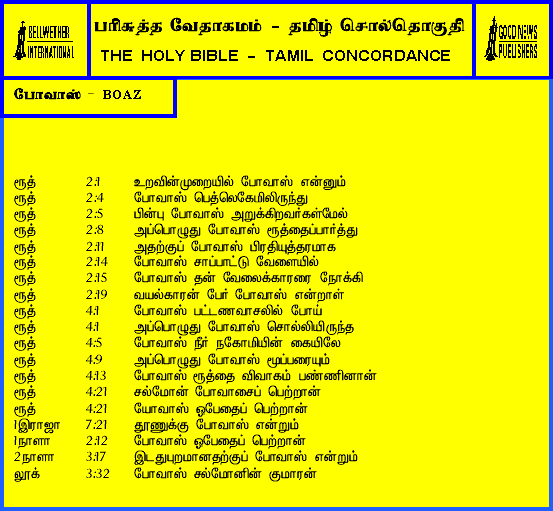 BELLWETHER
INTERNATIONAL
பரிசுத்த வேதாகமம் - தமிழ் சொல்தொகுதி
THE HOLY BIBLE - TAMIL CONCORDANCE
GOOD NEWS
PUBLISHERS
போவாஸ் - BOAZ
ரூத் 2:1 உறவின்முறையில் போவாஸ் என்னும்
ரூத் 2:4 போவாஸ் பெத்லெகேமிலிருந்து
ரூத் 2:5 பின்பு போவாஸ் அறுக்கிறவர்கள்மேல்
ரூத் 2:8 அப்பொழுது போவாஸ் ரூத்தைப்பார்த்து
ரூத் 2:11 அதற்குப் போவாஸ் பிரதியுத்தரமாக
ரூத் 2:14 போவாஸ் சாப்பாட்டு வேளையில்
ரூத் 2:15 போவாஸ் தன் வேலைக்காரரை நோக்கி
ரூத் 2:19 வயல்காரன் பேர் போவாஸ் என்றாள்
ரூத் 4:1 போவாஸ் பட்டணவாசலில் போய்
ரூத் 4:1 அப்பொழுது போவாஸ் சொல்லியிருந்த
ரூத் 4:5 போவாஸ் நீர் நகோமியின் கையிலே
ரூத் 4:9 அப்பொழுது போவாஸ் மூப்பரையும்
ரூத் 4:13 போவாஸ் ரூத்தை விவாகம் பண்ணினான்
ரூத் 4:21 சல்மோன் போவாசைப் பெற்றான்
ரூத் 4:21 யோவாஸ் ஓபேதைப் பெற்றான்
1இராஜா 7:21 தூணுக்கு போவாஸ் என்றும்
1நாளா 2:12 போவாஸ் ஓபேதைப் பெற்றான்
2நாளா 3:17 இடதுபுறமானதற்குப் போவாஸ் என்றும்
லூக் 3:32 போவாஸ் சல்மோனின் குமாரன்